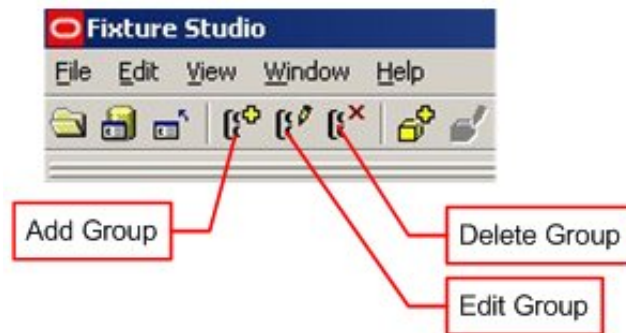 Fixture Studio
File Edit View Window Help
Add Group
Delete Group
Edit Group